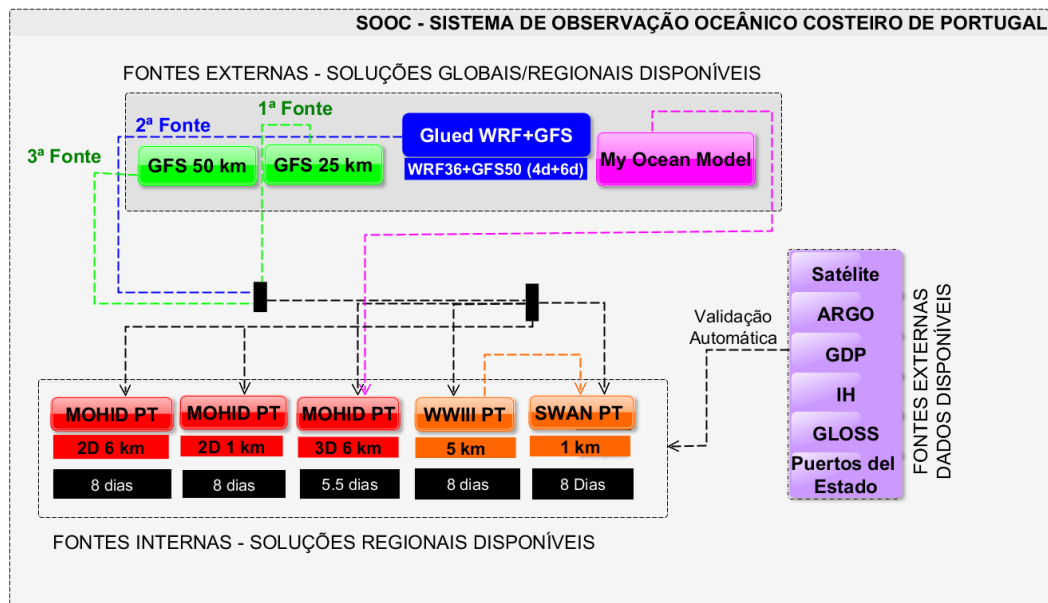 SOOC - SISTEMA DE OBSERVAÇÃO OCEÂNICO COSTEIRO DE PORTUGAL
FONTES EXTERNAS - SOLUÇÕES GLOBAIS/REGIONAIS DISPONÍVEIS
1ª Fonte
2ª Fonte
3ª Fonte
GFS 50 km
GFS 25 km
Glued WRF+GFS
WRF36+GFS50 (4d+6d)
My Ocean Model
Validação
Automática
Satélite
ARGO
GDP
IH
GLOSS
Puertos del
Estado
FONTES EXTERNAS
DADOS DISPONÍVEIS
MOHID PT
2D 6 km
8 dias
MOHID PT
2D 1 km
8 dias
MOHID PT
3D 6 km
5.5 dias
WWIII PT
5 km
8 dias
SWAN PT
1 km
8 Dias
FONTES INTERNAS - SOLUÇÕES REGIONAIS DISPONÍVEIS